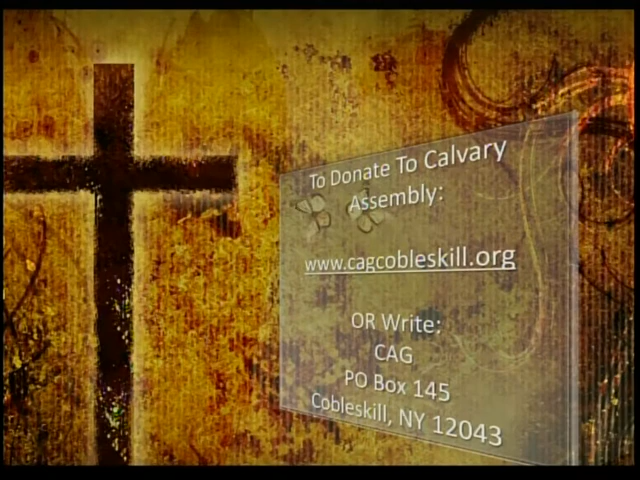 To Donate To Calvary
Assembly:
www.cagcobleskill.org
OR Write:
CAG
PO Box 145
Cobleskill, NY 12043